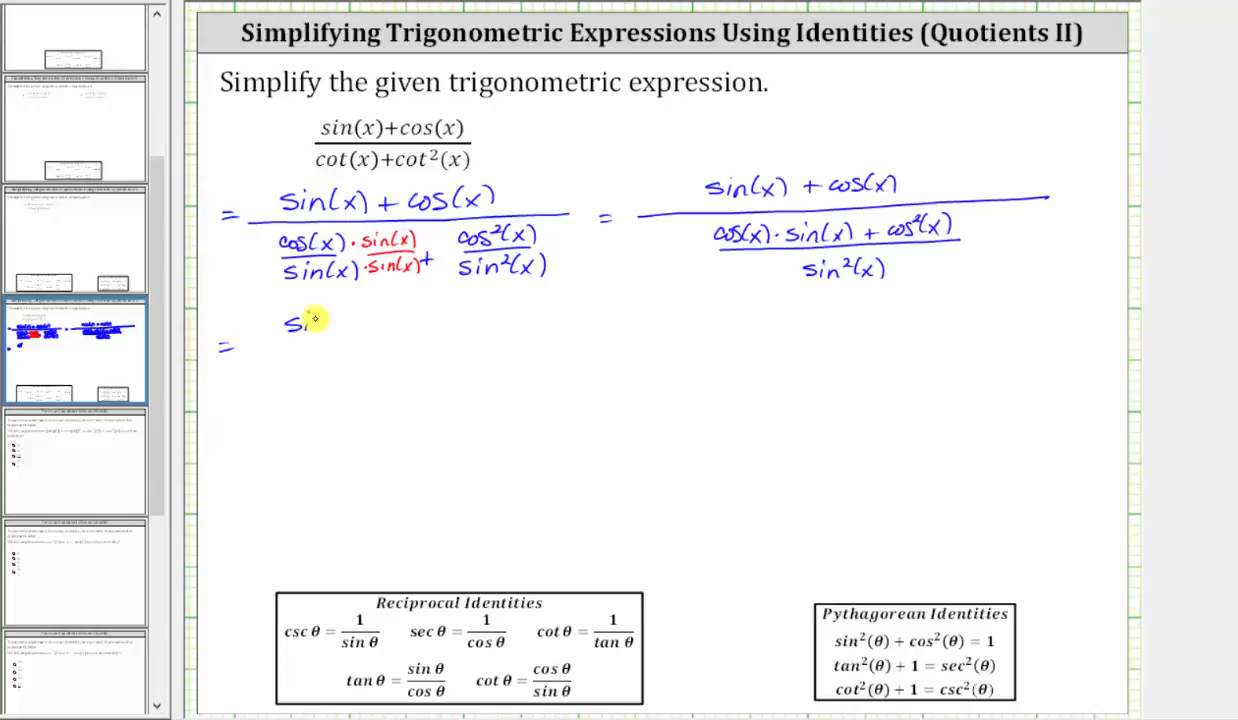 Simplifying Trigonometric Expressions Using Identities (Quotients II)
Simplify the given trigonometric expression.
sin(x)+cos(x)
cot(x)+cot²(x)
= sin(x) + cos(x)
cos(x) · sin(x) + cos²(x)
sin(x) · sin(x) sin²(x)
= sin(x) + cos(x)
cos(x) · sin(x) + cos²(x)
sin²(x)
= si
Reciprocal Identities
csc θ = 1/sin θ sec θ = 1/cos θ cot θ = 1/tan θ
tan θ = sin θ/cos θ cot θ = cos θ/sin θ
Pythagorean Identities
sin²(θ) + cos²(θ) = 1
tan²(θ) + 1 = sec²(θ)
cot²(θ) + 1 = csc²(θ)